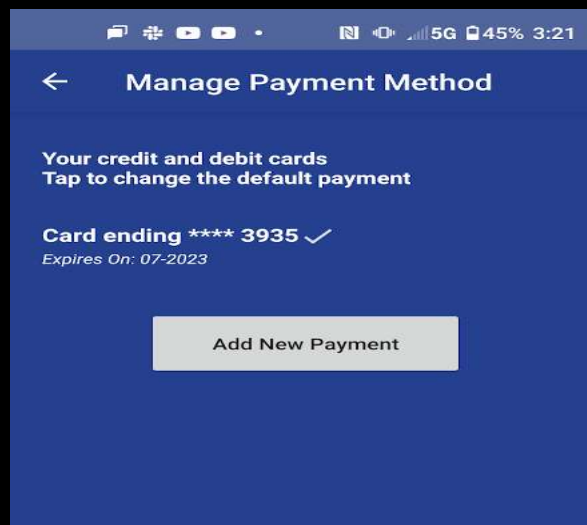 5G 45% 3:21
Manage Payment Method
Your credit and debit cards
Tap to change the default payment
Card ending **** 3935
Expires On: 07-2023
Add New Payment